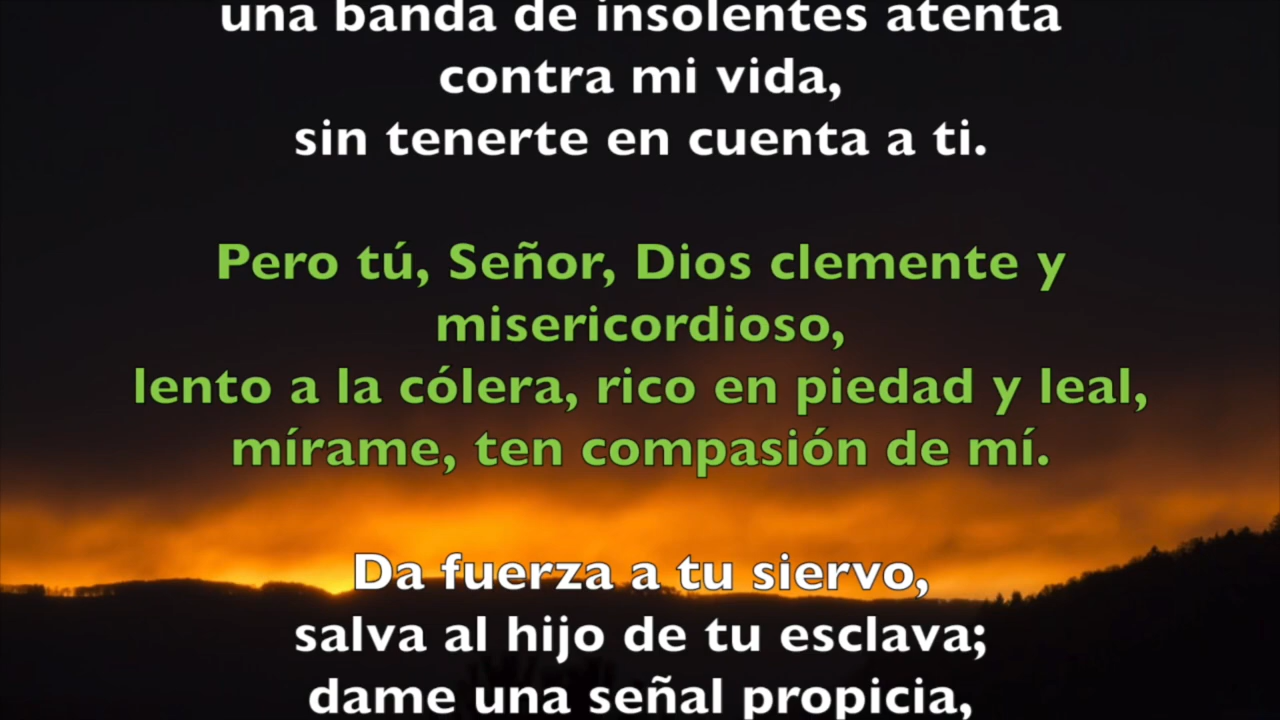 una banda de insolentes atenta
contra mi vida,
sin tenerte en cuenta a ti.
Pero tú, Señor, Dios clemente y
misericordioso,
lento a la cólera, rico en piedad y leal,
mírame, ten compasión de mí.
Da fuerza a tu siervo,
salva al hijo de tu esclava;
dame una señal propicia,